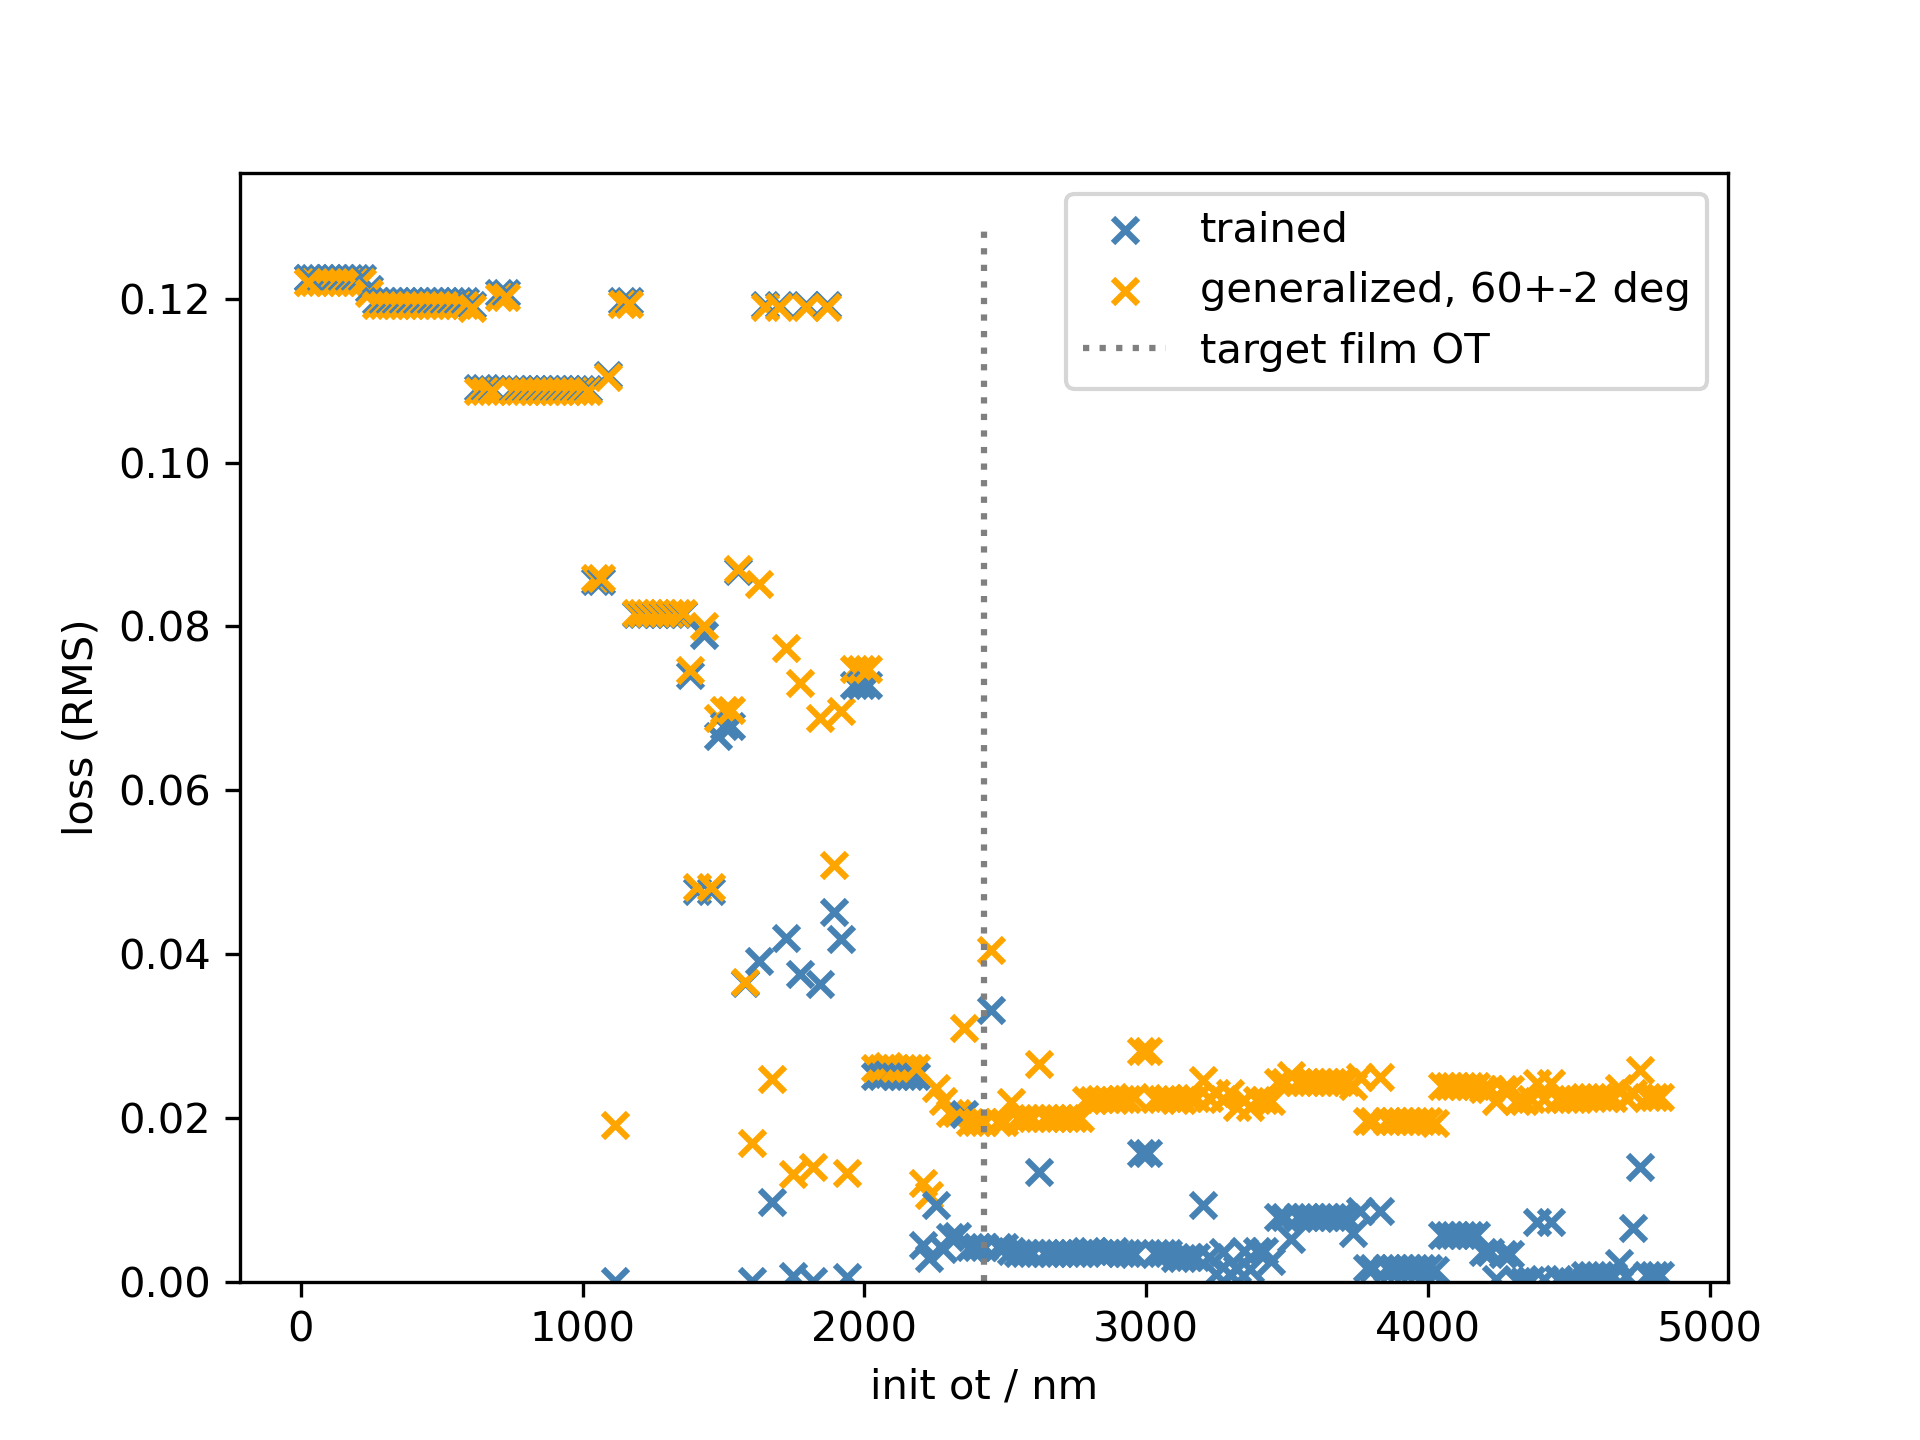 trained
generalized, 60+-2 deg
target film OT
0.12
0.10
0.08
0.06
0.04
0.02
0.00
loss (RMS)
0 1000 2000 3000 4000 5000
init ot / nm